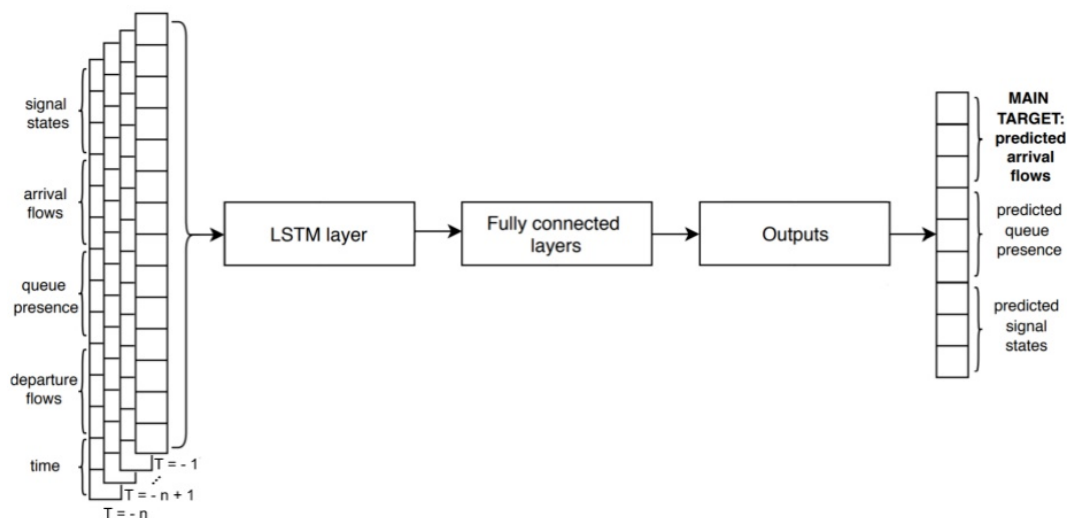 signal
states
arrival
flows
queue
presence
departure
flows
time
T = - 1
T = - n + 1
T = - n
LSTM layer
Fully connected
layers
Outputs
MAIN
TARGET:
predicted
arrival
flows
predicted
queue
presence
predicted
signal
states